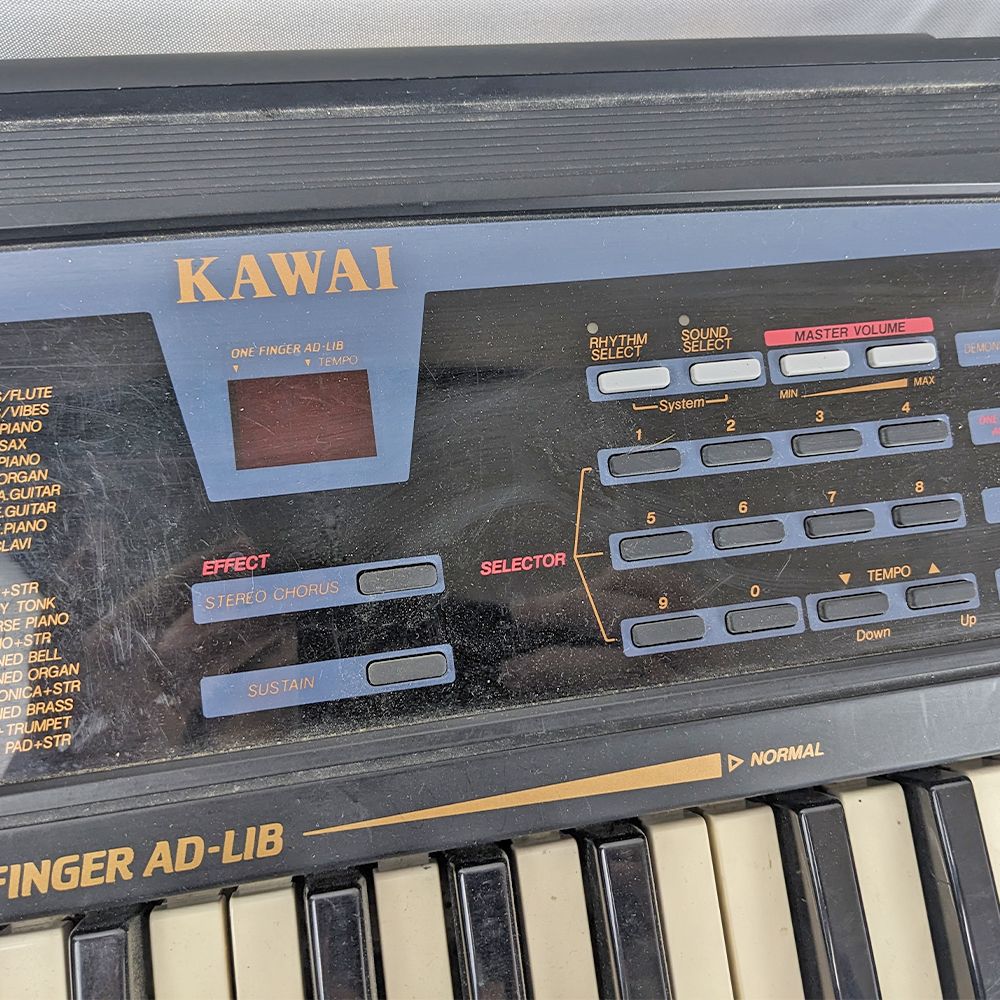 KAWAI
ONE FINGER AD-LIB
TEMPO
/FLUTE
/VIBES
PIANO
SAX
PIANO
ORGAN
A.GUITAR
E.GUITAR
.PIANO
CLAVI
+STR
Y TONK
RSE PIANO
O+STR
NED BELL
NED ORGAN
ONICA+STR
NED BRASS
TRUMPET
PAD+STR
EFFECT
STEREO CHORUS
SUSTAIN
RHYTHM SELECT
SOUND SELECT
System
MASTER VOLUME
MIN
MAX
DEMONS
ONE
SELECTOR
1 2 3 4
5 6 7 8
9 0
TEMPO
Down
Up
FINGER AD-LIB
NORMAL